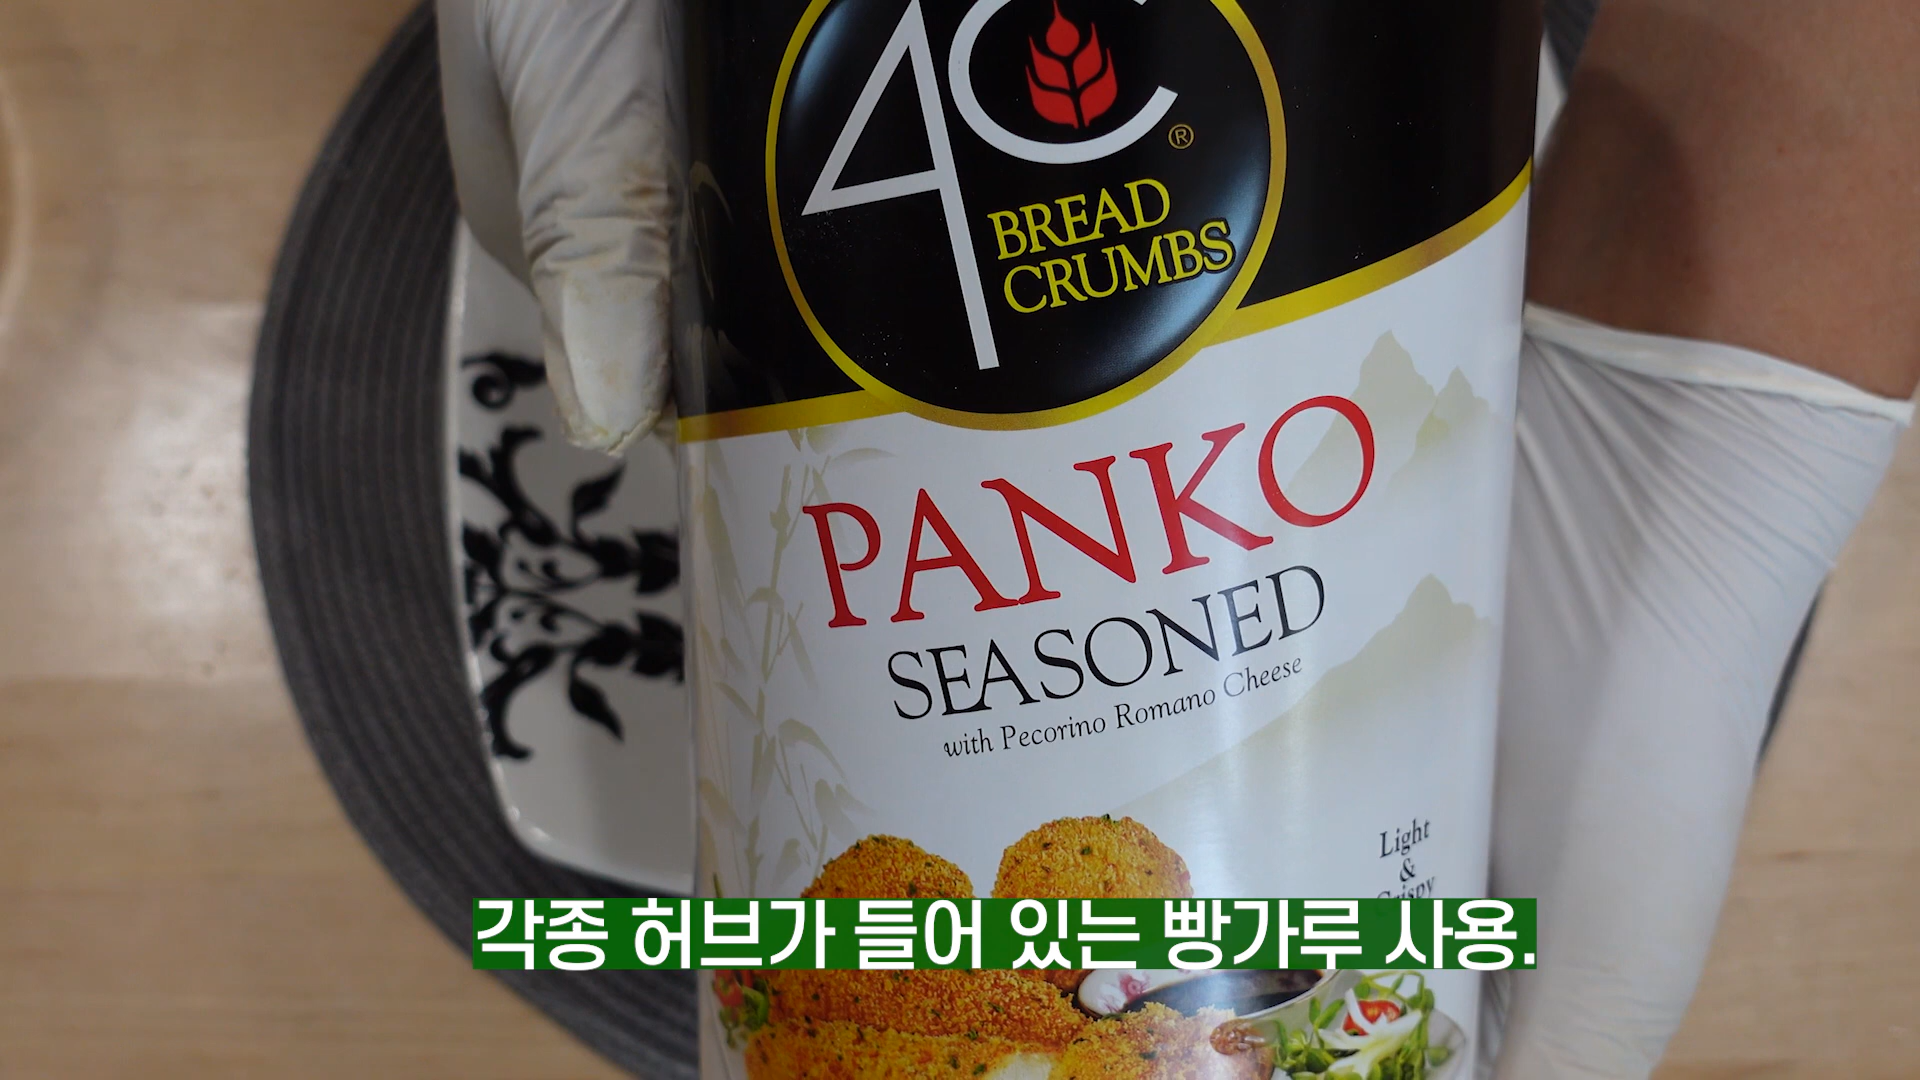 4C
®
BREAD
CRUMBS
PANKO
SEASONED
with Pecorino Romano Cheese
Light
&
Crispy
각종 허브가 들어 있는 빵가루 사용.